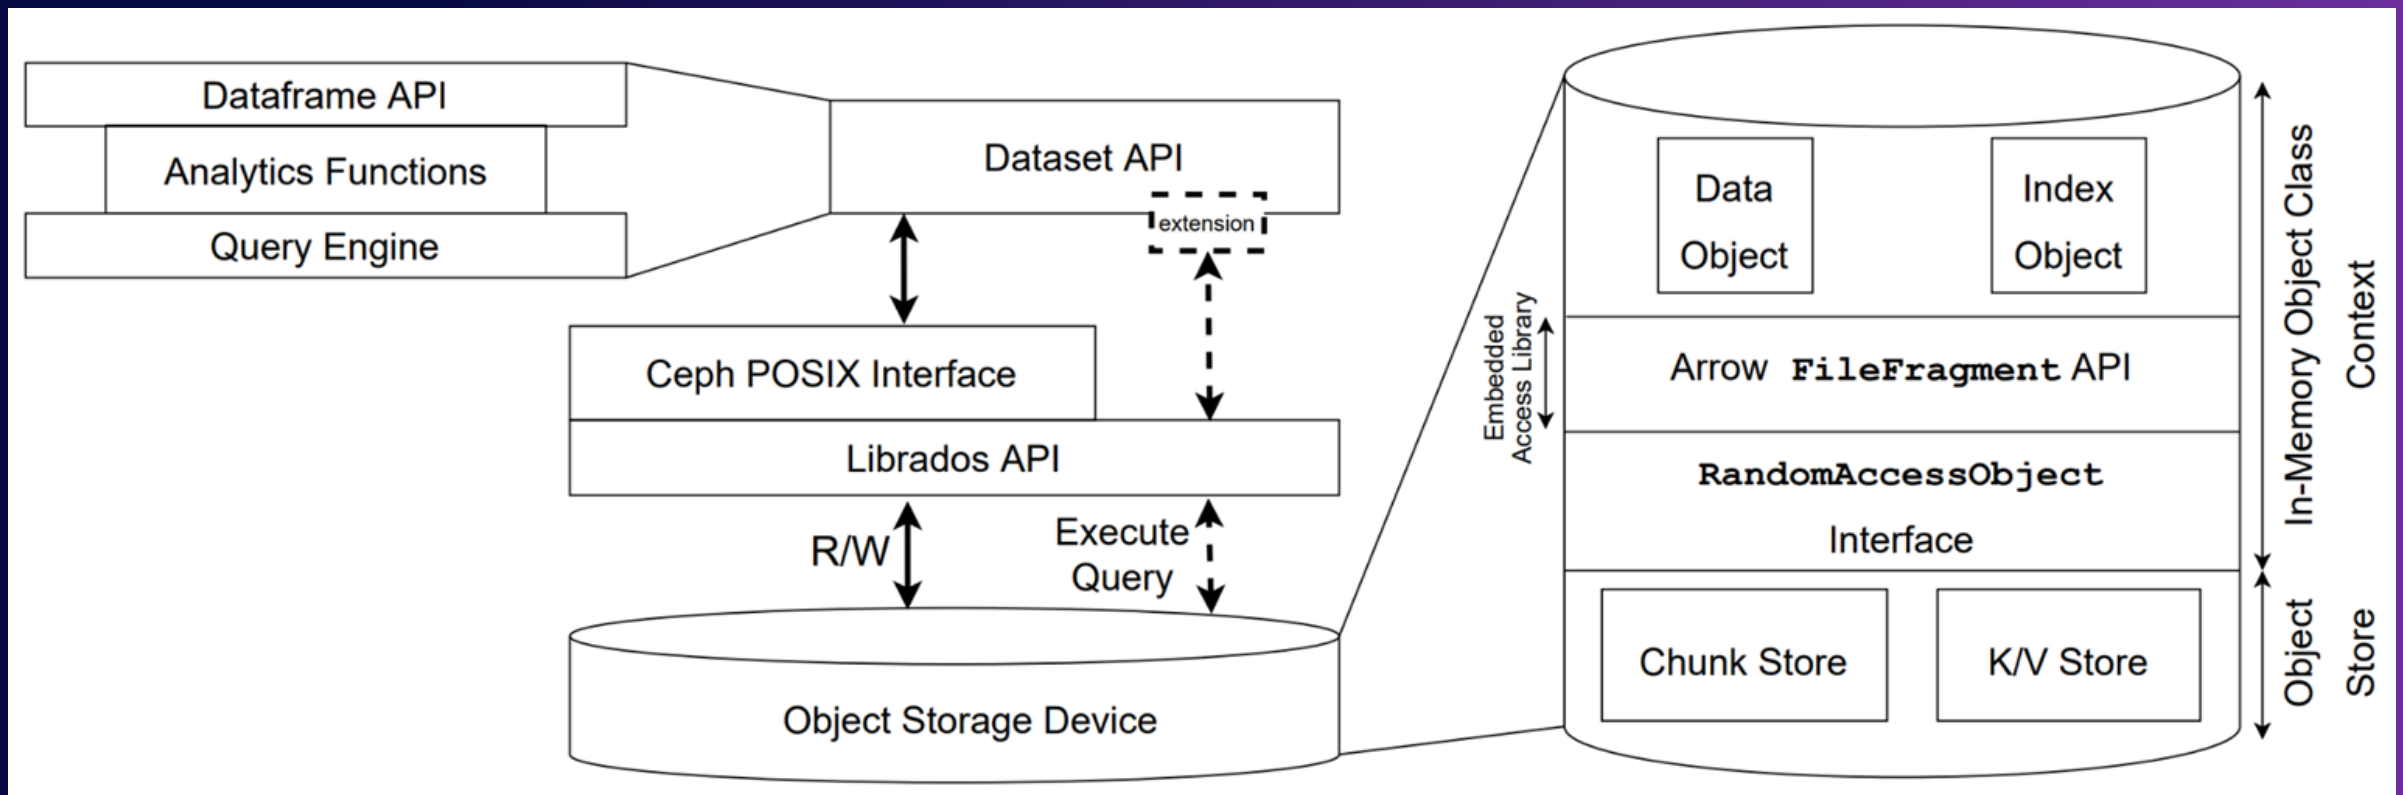 Dataframe API
Analytics Functions
Query Engine
Dataset API
extension
Ceph POSIX Interface
Librados API
R/W
Execute
Query
Object Storage Device
Data
Object
Index
Object
Embedded
Access Library
Arrow FileFragment API
RandomAccessObject
Interface
Chunk Store
K/V Store
In-Memory Object Class
Context
Object
Store